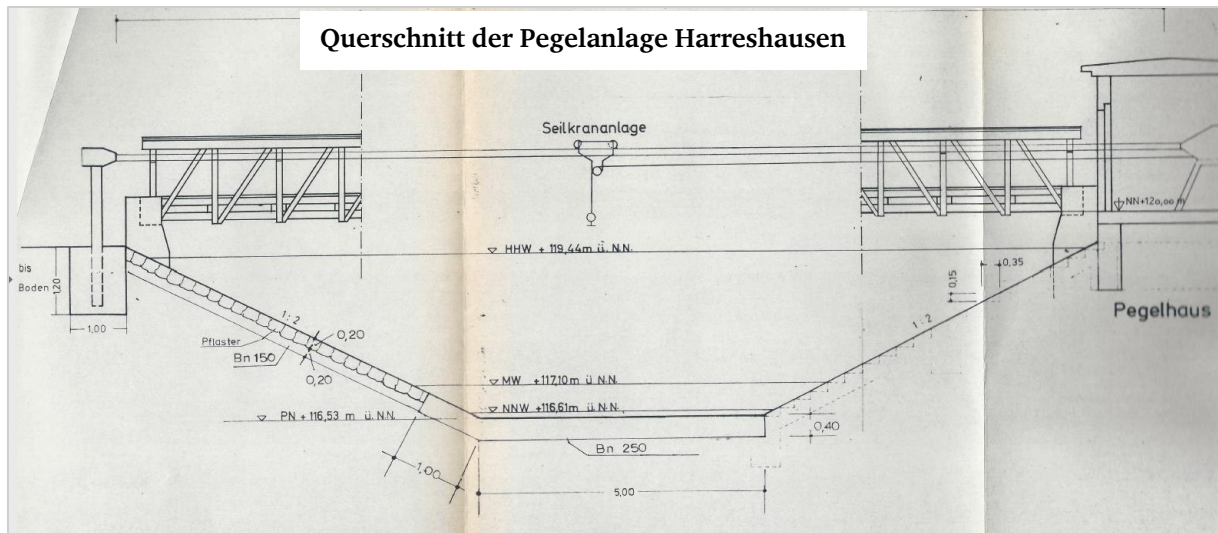 Querschnitt der Pegelanlage Harreshausen
Seilkrananlage
NN+120,00 m
HHW + 119,44m ü. N.N.
bis
Boden
1,20
1,00
0,15
0,35
Pegelhaus
1:2
1:2
Pflaster
0,20
Bn 150
0,20
MW +117,10m ü. N.N.
NNW +116,61m ü. N.N.
PN + 116,53 m ü. N.N.
0,40
Bn 250
1,00
5,00